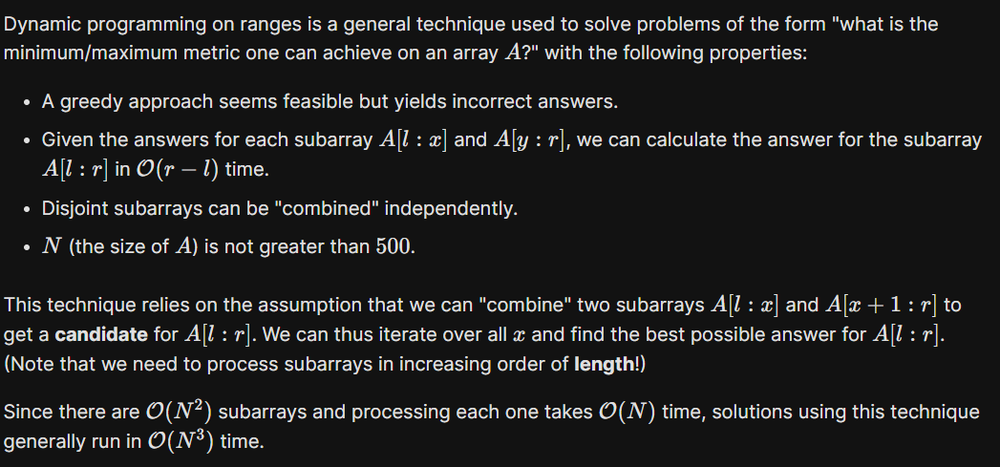 Dynamic programming on ranges is a general technique used to solve problems of the form "what is the
minimum/maximum metric one can achieve on an array A?" with the following properties:
• A greedy approach seems feasible but yields incorrect answers.
• Given the answers for each subarray A[l : x] and A[y : r], we can calculate the answer for the subarray
A[l : r] in O(r − l) time.
• Disjoint subarrays can be "combined" independently.
• N (the size of A) is not greater than 500.
This technique relies on the assumption that we can "combine" two subarrays A[l : x] and A[x + 1 : r] to
get a candidate for A[l : r]. We can thus iterate over all x and find the best possible answer for A[l : r].
(Note that we need to process subarrays in increasing order of length!)
Since there are O(N²) subarrays and processing each one takes O(N) time, solutions using this technique
generally run in O(N³) time.